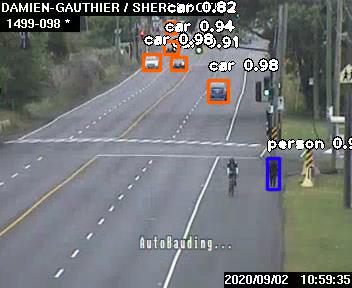 DAMIEN-GAUTHIER / SHER
car 0.82
1499-098 *
car 0.94
car 0.98
0.91
car 0.98
person 0.9
AutoBauding...
2020/09/02 10:59:35